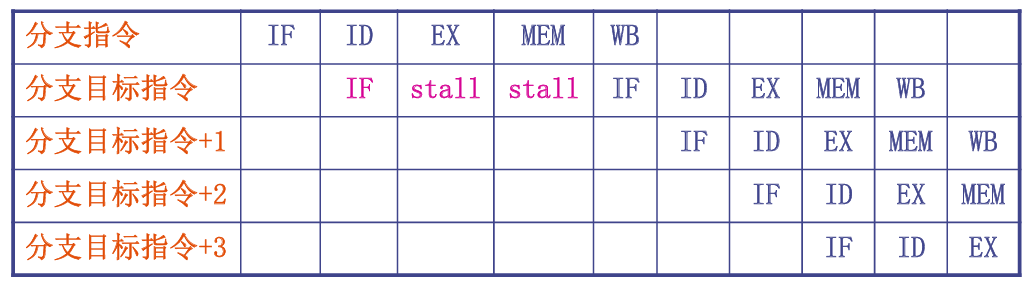 分支指令 IF ID EX MEM WB
分支目标指令 IF stall stall IF ID EX MEM WB
分支目标指令+1 IF ID EX MEM WB
分支目标指令+2 IF ID EX MEM
分支目标指令+3 IF ID EX